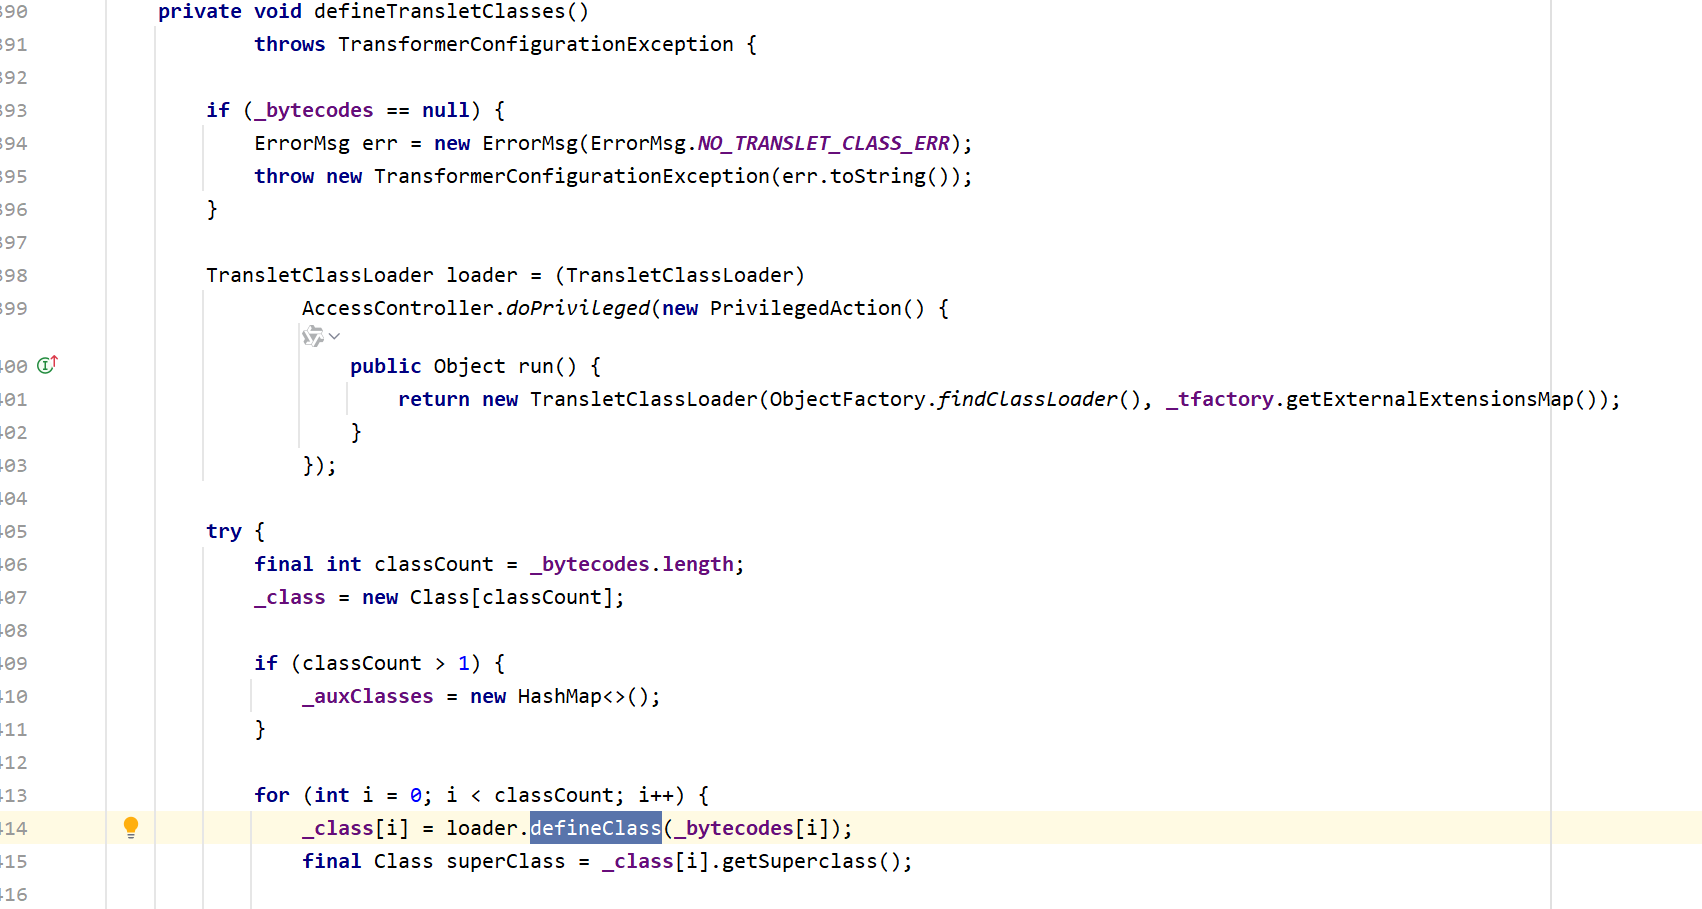 390 private void defineTransletClasses()
391 throws TransformerConfigurationException {
392
393 if (_bytecodes == null) {
394 ErrorMsg err = new ErrorMsg(ErrorMsg.NO_TRANSLET_CLASS_ERR);
395 throw new TransformerConfigurationException(err.toString());
396 }
397
398 TransletClassLoader loader = (TransletClassLoader)
399 AccessController.doPrivileged(new PrivilegedAction() {
400 public Object run() {
401 return new TransletClassLoader(ObjectFactory.findClassLoader(), _tfactory.getExternalExtensionsMap());
402 }
403 });
404
405 try {
406 final int classCount = _bytecodes.length;
407 _class = new Class[classCount];
408
409 if (classCount > 1) {
410 _auxClasses = new HashMap<>();
411 }
412
413 for (int i = 0; i < classCount; i++) {
414 _class[i] = loader.defineClass(_bytecodes[i]);
415 final Class superClass = _class[i].getSuperclass();
416